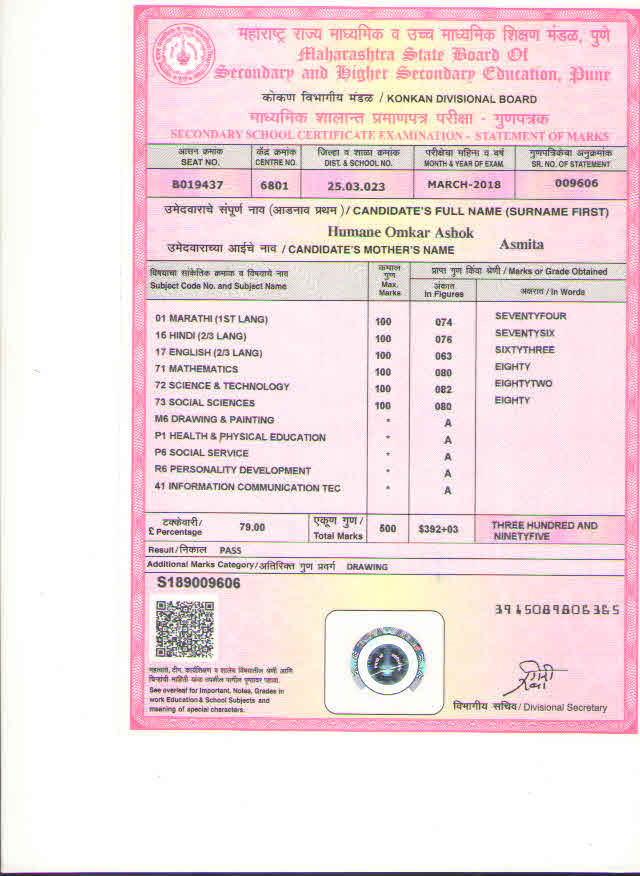 महाराष्ट्र राज्य माध्यमिक व उच्च माध्यमिक शिक्षण मंडळ, पुणे
Maharashtra State Board Of
Secondary and Higher Secondary Education, Pune
कोकण विभागीय मंडळ / KONKAN DIVISIONAL BOARD
माध्यमिक शालान्त प्रमाणपत्र परीक्षा - गुणपत्रक
SECONDARY SCHOOL CERTIFICATE EXAMINATION - STATEMENT OF MARKS
आसन क्रमांक केंद्र क्रमांक जिल्हा व शाळा क्रमांक परीक्षेचा महिना व वर्ष गुणपत्रिकेचा अनुक्रमांक
SEAT NO. CENTRE NO. DIST. & SCHOOL NO. MONTH & YEAR OF EXAM. SR. NO. OF STATEMENT
B019437 6801 25.03.023 MARCH-2018 009606
उमेदवाराचे संपूर्ण नाव (आडनाव प्रथम) / CANDIDATE'S FULL NAME (SURNAME FIRST)
Humane Omkar Ashok
उमेदवाराच्या आईचे नाव / CANDIDATE'S MOTHER'S NAME Asmita
विषयाचा सांकेतिक क्रमांक व विषयाचे नाव
Subject Code No. and Subject Name
कमाल
गुण
Max.
Marks
प्राप्त गुण किंवा श्रेणी / Marks or Grade Obtained
अंकात
In Figures
अक्षरात / In Words
01 MARATHI (1ST LANG) 100 074 SEVENTYFOUR
16 HINDI (2/3 LANG) 100 076 SEVENTYSIX
17 ENGLISH (2/3 LANG) 100 063 SIXTYTHREE
71 MATHEMATICS 100 080 EIGHTY
72 SCIENCE & TECHNOLOGY 100 082 EIGHTYTWO
73 SOCIAL SCIENCES 100 080 EIGHTY
M6 DRAWING & PAINTING * A
P1 HEALTH & PHYSICAL EDUCATION * A
P6 SOCIAL SERVICE * A
R6 PERSONALITY DEVELOPMENT * A
41 INFORMATION COMMUNICATION TEC * A
टक्केवारी/
£ Percentage
79.00
एकूण गुण /
Total Marks
500 $392+03
THREE HUNDRED AND
NINETYFIVE
Result/निकाल PASS
Additional Marks Category/अतिरिक्त गुण प्रवर्ग DRAWING
S189009606
3915089806365
महत्वाचे, टीप, कार्यशिक्षण व शालेय विषयातील श्रेणी आणि
चिन्हांची माहिती यांचा तपशील मागील पृष्ठावर पहावा.
See overleaf for Important, Notes, Grades in
work Education & School Subjects and
meaning of special characters.
विभागीय सचिव / Divisional Secretary